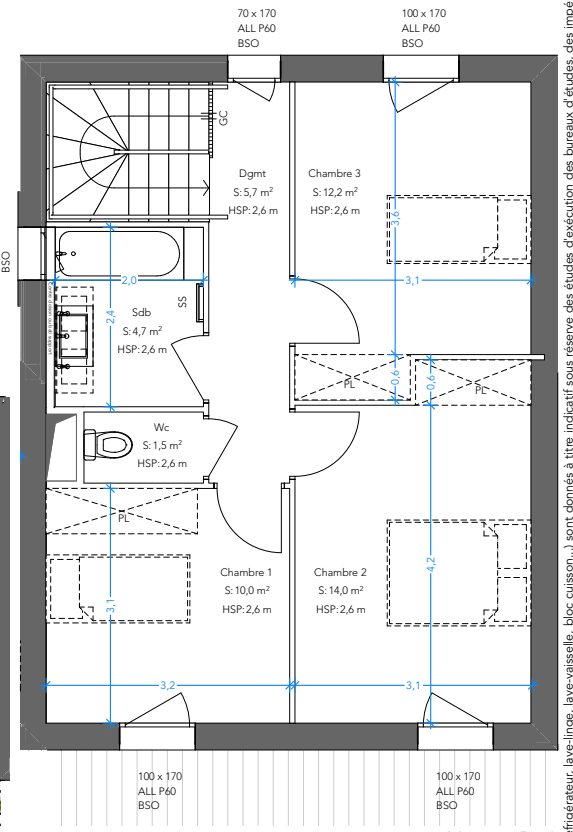 70 x 170
ALL P60
BSO
100 x 170
ALL P60
BSO
GC
Dgmt
S: 5,7 m²
HSP: 2,6 m
Chambre 3
S: 12,2 m²
HSP: 2,6 m
3,6
3,1
BSO
2,0
2,4
Sdb
S: 4,7 m²
HSP: 2,6 m
SS
PL
0,6
0,6
PL
Wc
S: 1,5 m²
HSP: 2,6 m
PL
Chambre 1
S: 10,0 m²
HSP: 2,6 m
3,1
Chambre 2
S: 14,0 m²
HSP: 2,6 m
4,2
3,2
3,1
100 x 170
ALL P60
BSO
100 x 170
ALL P60
BSO
frigérateur, lave-linge, lave-vaisselle, bloc cuisson...) sont donnés à titre indicatif sous réserve des études d'exécution des bureaux d'études, des impé